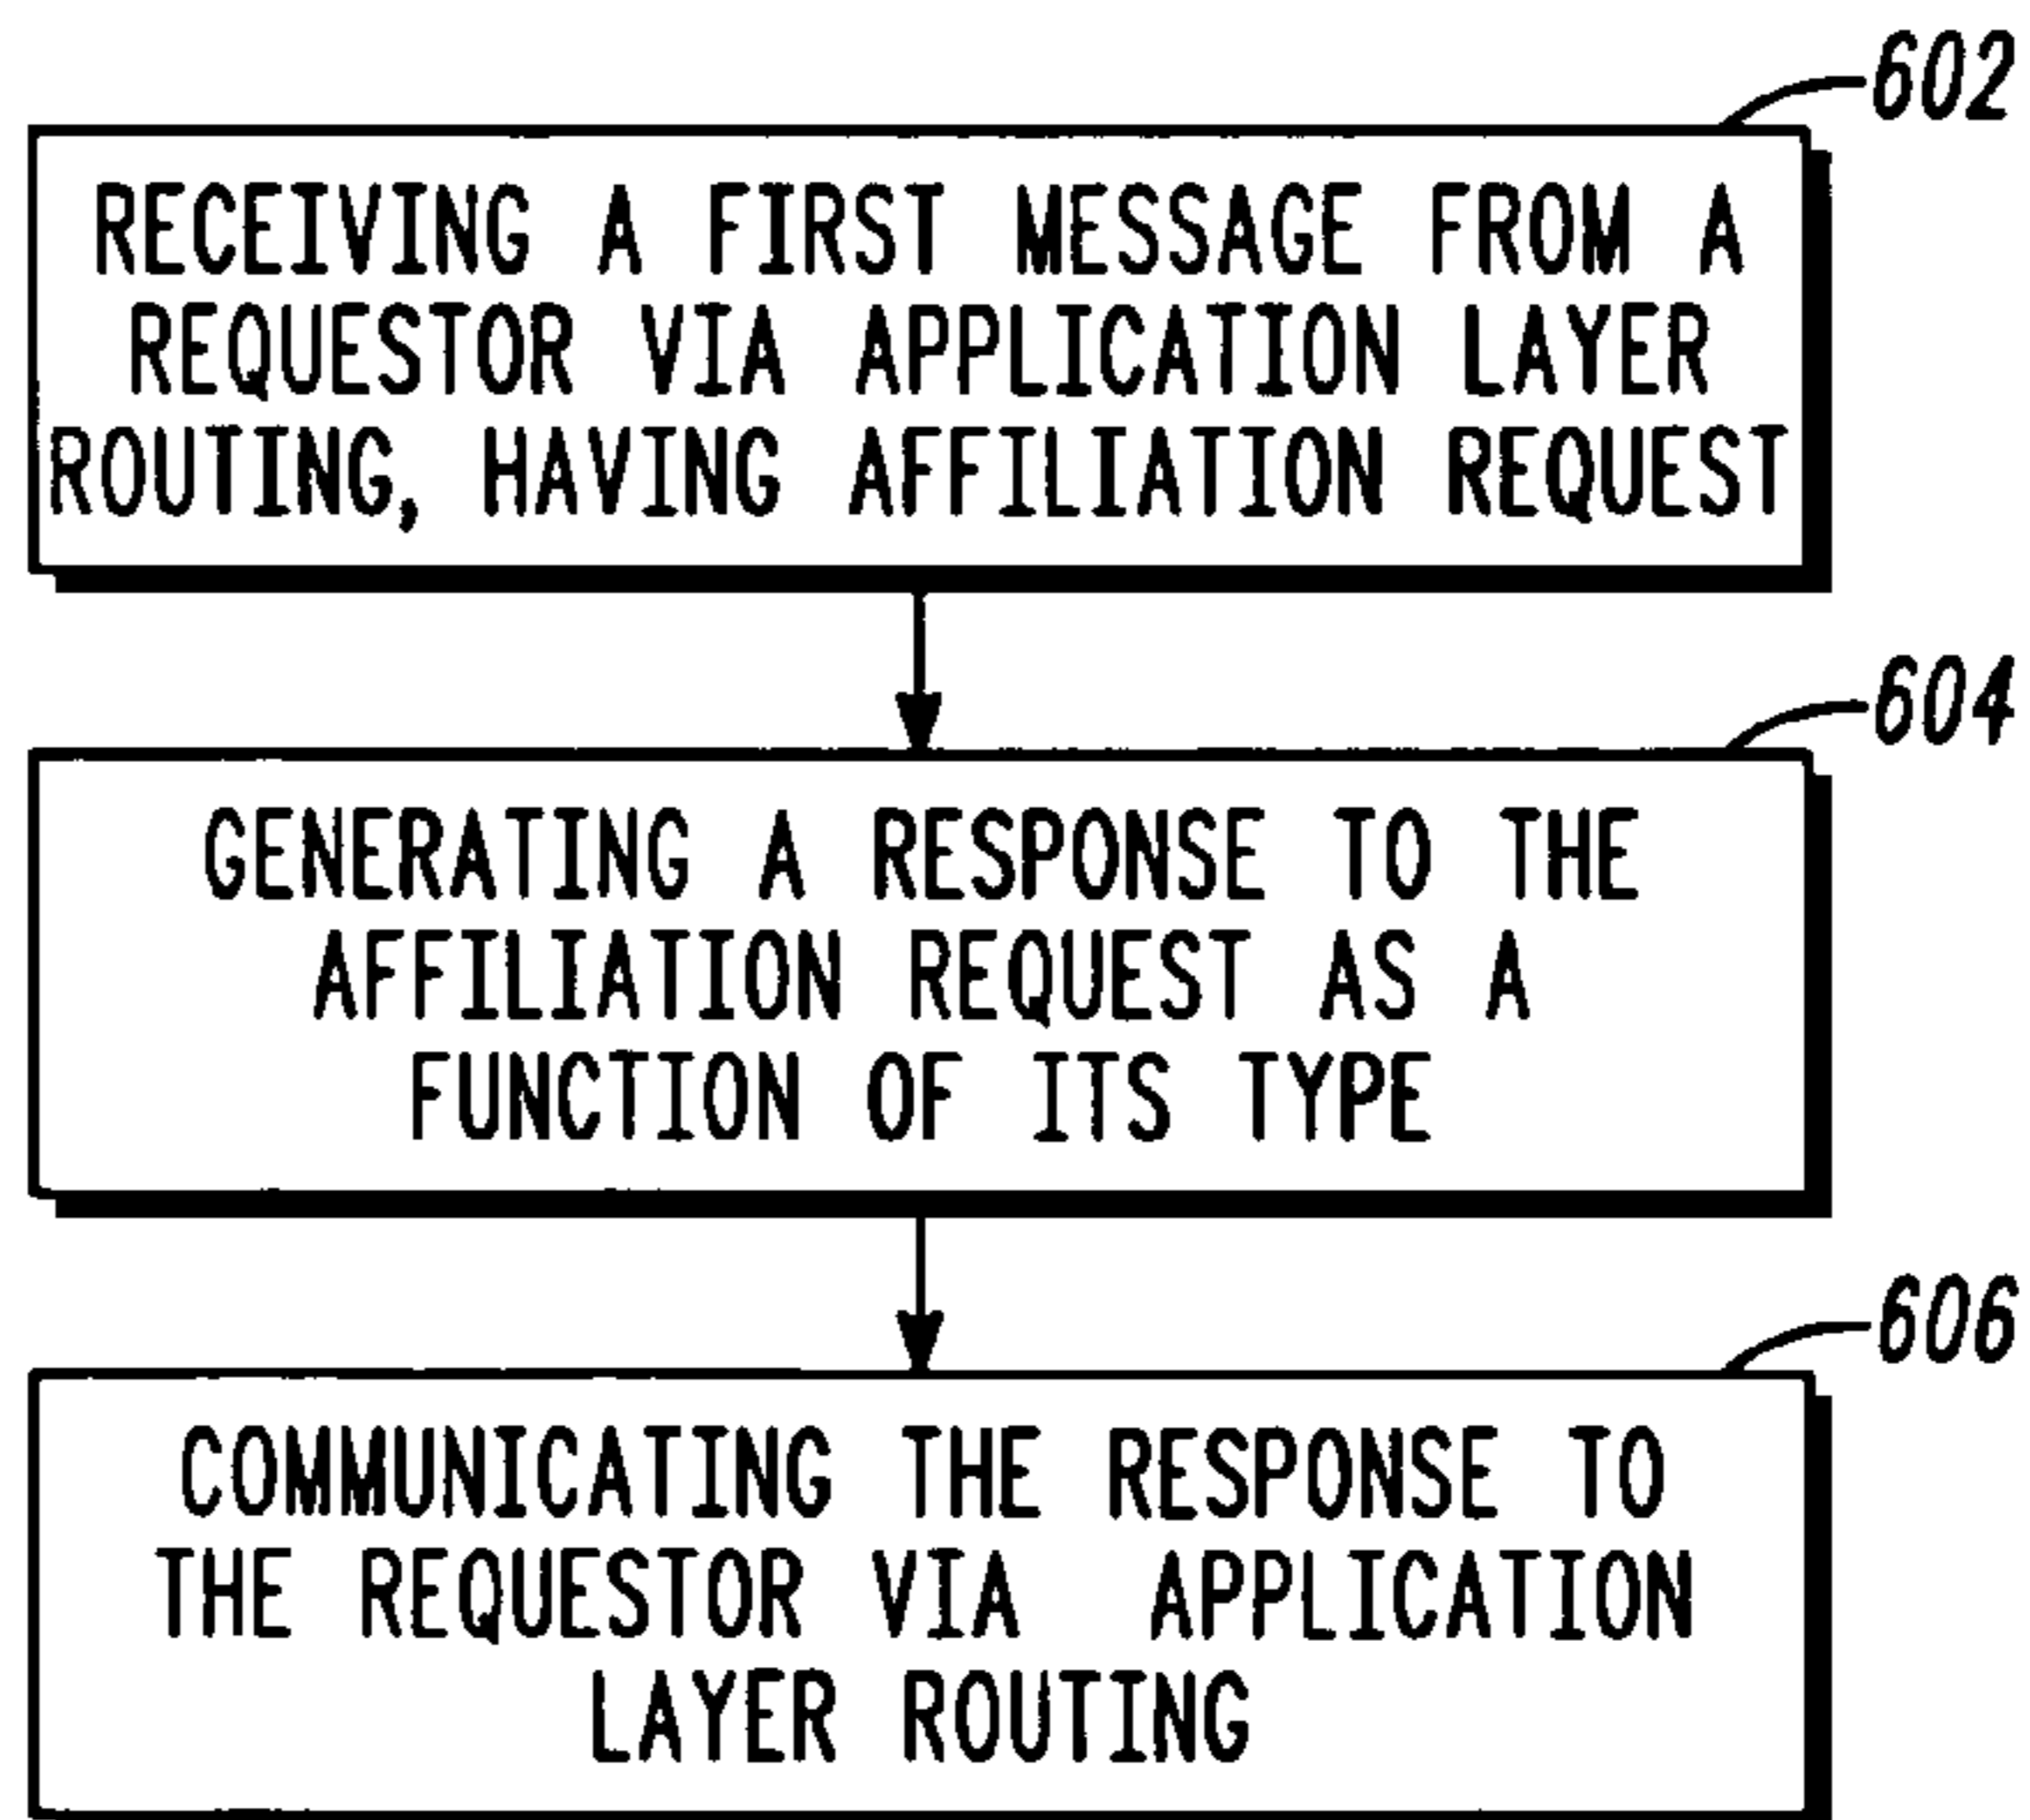 602
RECEIVING A FIRST MESSAGE FROM A
REQUESTOR VIA APPLICATION LAYER
ROUTING, HAVING AFFILIATION REQUEST
604
GENERATING A RESPONSE TO THE
AFFILIATION REQUEST AS A
FUNCTION OF ITS TYPE
606
COMMUNICATING THE RESPONSE TO
THE REQUESTOR VIA APPLICATION
LAYER ROUTING